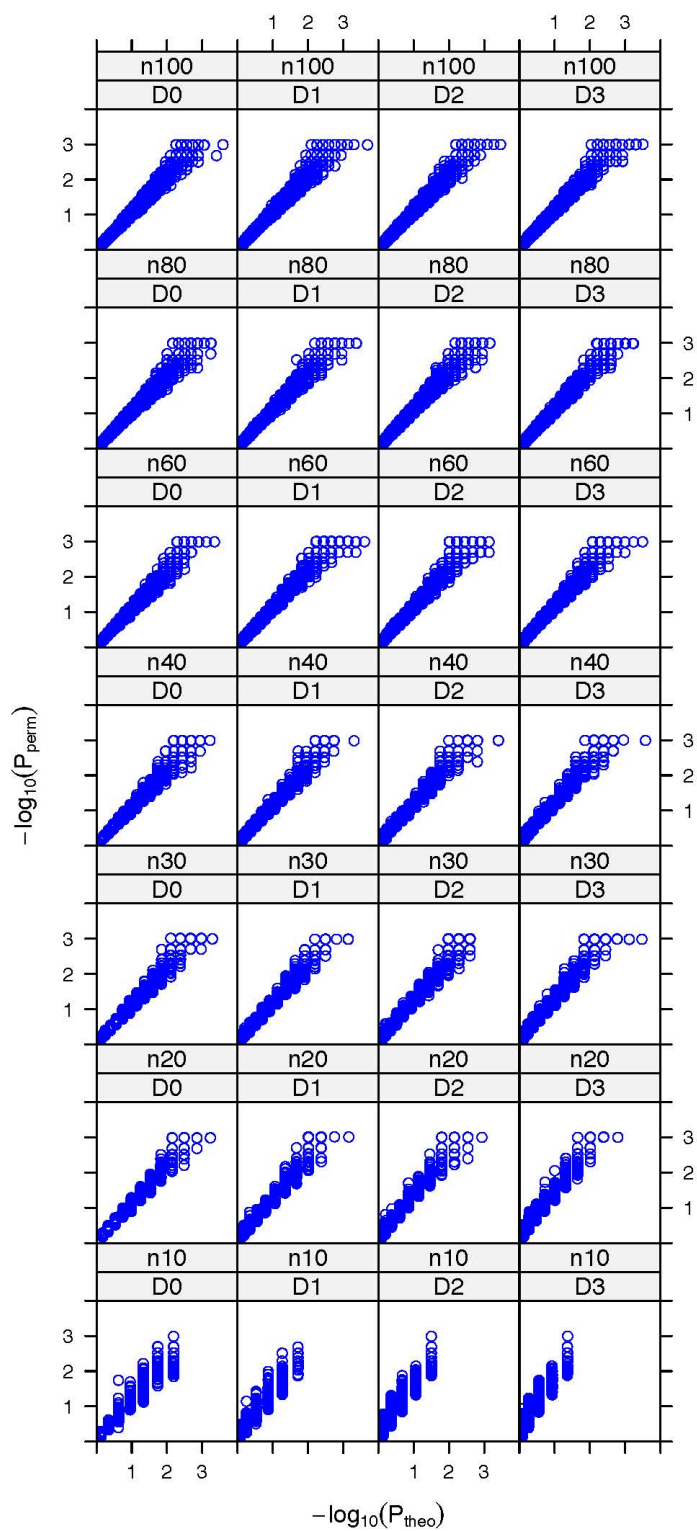 1 2 3 1 2 3
n100 n100 n100 n100
D0 D1 D2 D3
3
2
1
n80 n80 n80 n80
D0 D1 D2 D3
3
2
1
n60 n60 n60 n60
D0 D1 D2 D3
3
2
1
n40 n40 n40 n40
D0 D1 D2 D3
3
2
1
−log10(Pperm)
n30 n30 n30 n30
D0 D1 D2 D3
3
2
1
n20 n20 n20 n20
D0 D1 D2 D3
3
2
1
n10 n10 n10 n10
D0 D1 D2 D3
3
2
1
1 2 3 1 2 3
−log10(Ptheo)